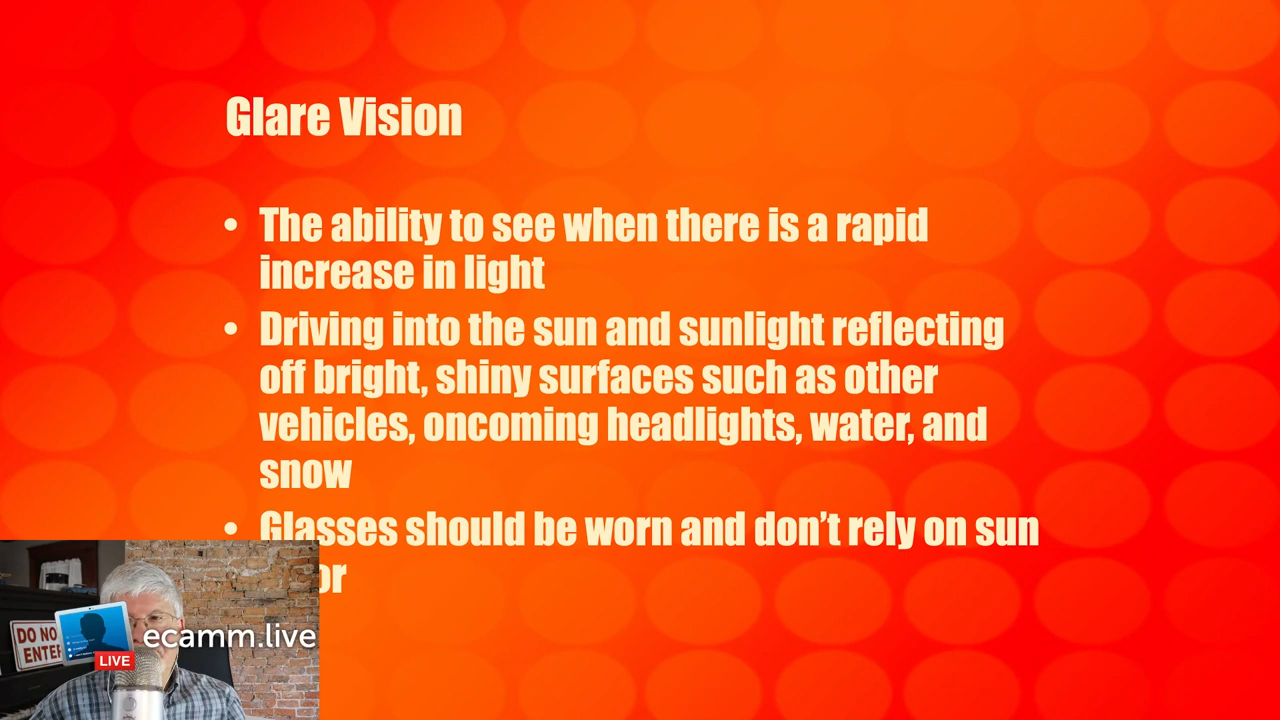 Glare Vision
• The ability to see when there is a rapid
increase in light
• Driving into the sun and sunlight reflecting
off bright, shiny surfaces such as other
vehicles, oncoming headlights, water, and
snow
• Glasses should be worn and don’t rely on sun
or
DO NO
ENTER
ecamm.live
LIVE